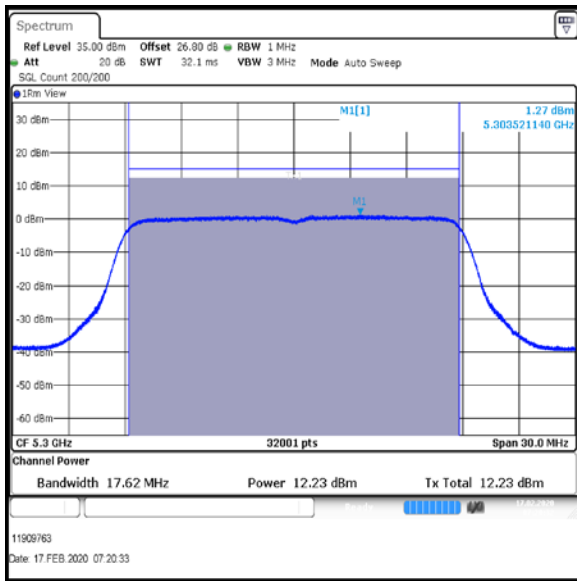 Spectrum
Ref Level 35.00 dBm Offset 26.80 dB RBW 1 MHz
Att 20 dB SWT 32.1 ms VBW 3 MHz Mode Auto Sweep
SGL Count 200/200
1Rm View
M1[1] 1.27 dBm
5.303521140 GHz
30 dBm
20 dBm
10 dBm
M1
0 dBm
-10 dBm
-20 dBm
-30 dBm
-40 dBm
-50 dBm
-60 dBm
CF 5.3 GHz 32001 pts Span 30.0 MHz
Channel Power
Bandwidth 17.62 MHz Power 12.23 dBm Tx Total 12.23 dBm
11909763
Date: 17.FEB.2020 07:20:33